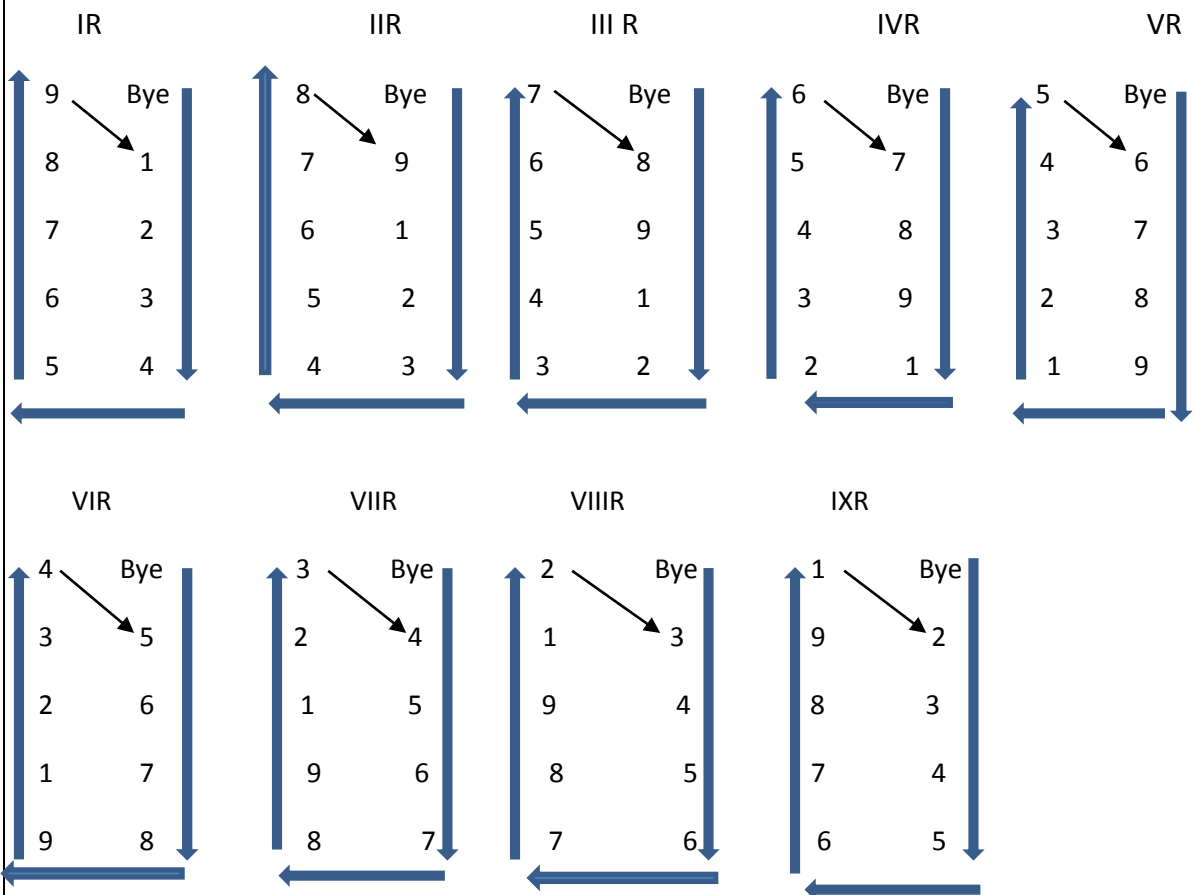 IR IIR III R IVR VR
9 Bye 8 Bye 7 Bye 6 Bye 5 Bye
8 1 7 9 6 8 5 7 4 6
7 2 6 1 5 9 4 8 3 7
6 3 5 2 4 1 3 9 2 8
5 4 4 3 3 2 2 1 1 9
VIR VIIR VIIIR IXR
4 Bye 3 Bye 2 Bye 1 Bye
3 5 2 4 1 3 9 2
2 6 1 5 9 4 8 3
1 7 9 6 8 5 7 4
9 8 8 7 7 6 6 5